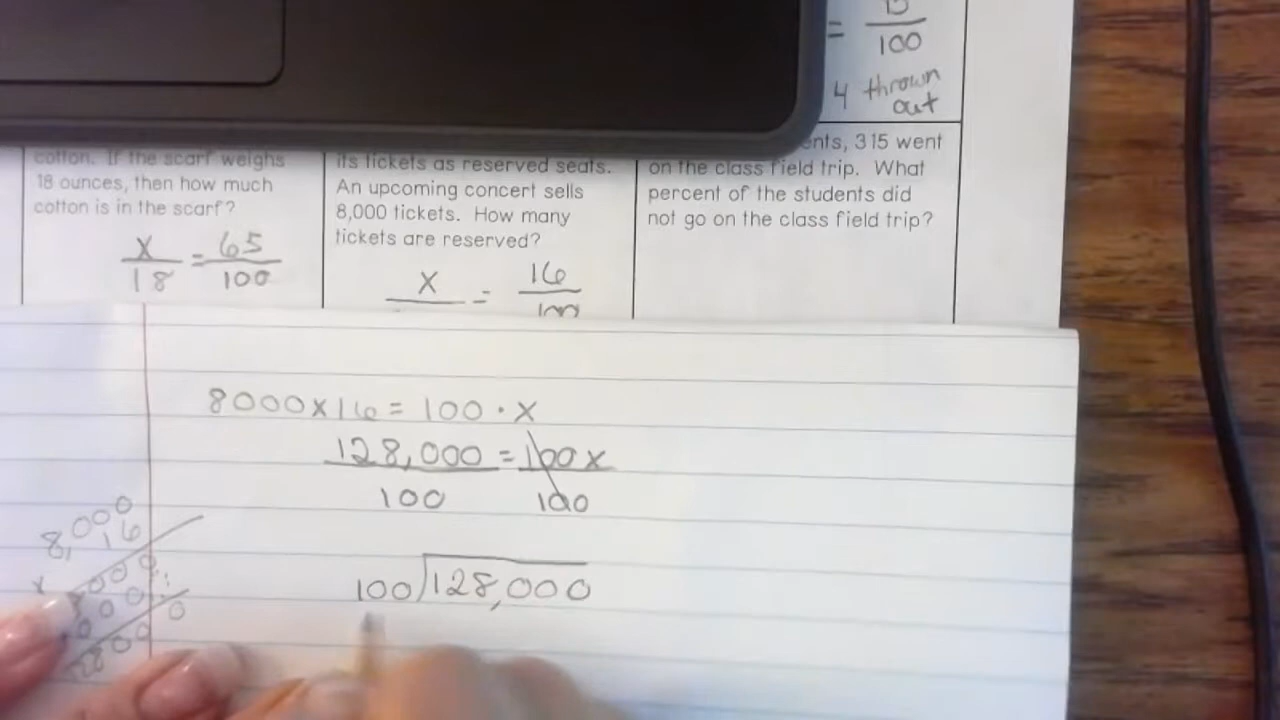 =
100
4 thrown
out
cotton. If the scarf weighs
18 ounces, then how much
cotton is in the scarf?
x/18 = 65/100
its tickets as reserved seats.
An upcoming concert sells
8,000 tickets. How many
tickets are reserved?
x
= 16/100
315 went
on the class field trip. What
percent of the students did
not go on the class field trip?
8000x16 = 100 · x
128,000 = 100x
100 100
8,000
x 16
100 128,000